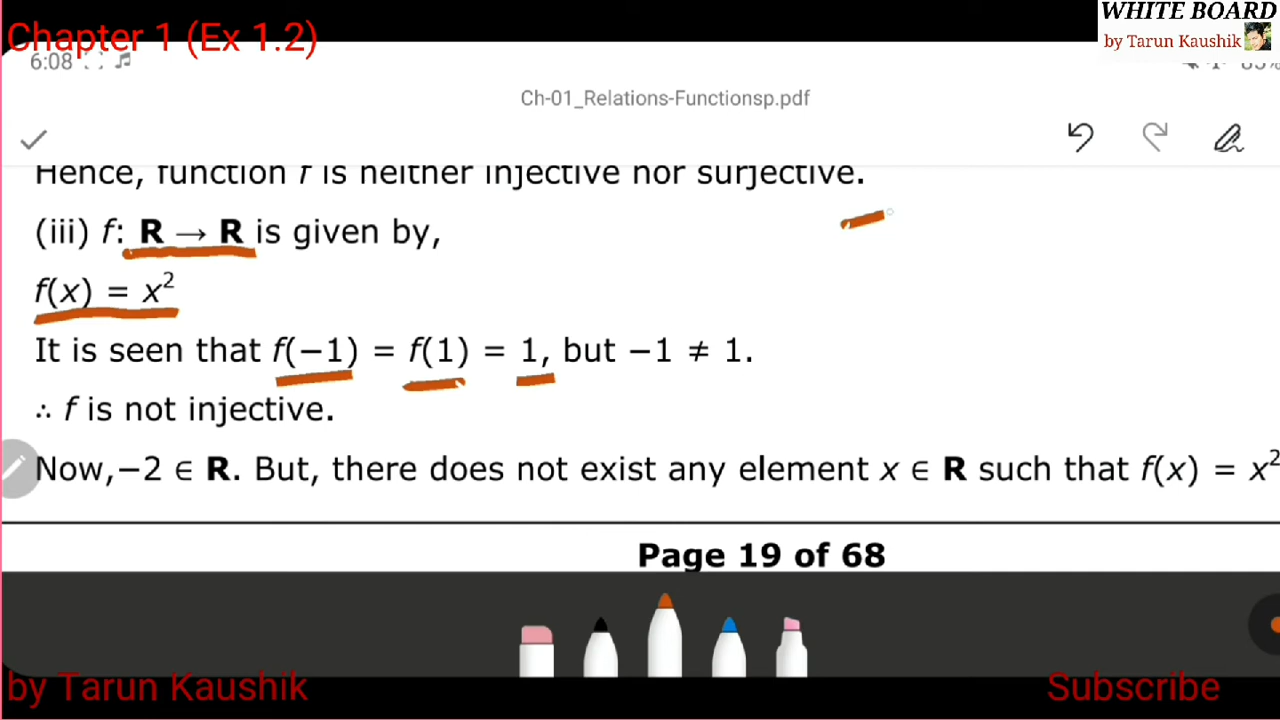 WHITE BOARD
Chapter 1 (Ex 1.2)
by Tarun Kaushik
6:08
Ch-01_Relations-Functionsp.pdf
Hence, function f is neither injective nor surjective.
(iii) f: R → R is given by,
f(x) = x²
It is seen that f(−1) = f(1) = 1, but −1 ≠ 1.
∴ f is not injective.
Now,−2 ∈ R. But, there does not exist any element x ∈ R such that f(x) = x²
Page 19 of 68
by Tarun Kaushik
Subscribe